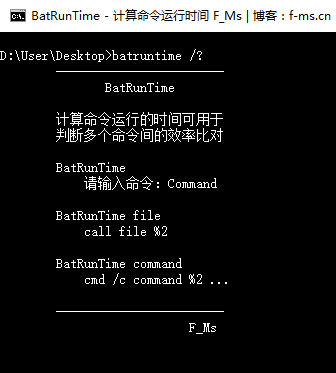 BatRunTime - 计算命令运行时间 F_Ms | 博客：f-ms.cn
D:\User\Desktop>batruntime /?
BatRunTime
计算命令运行的时间可用于
判断多个命令间的效率比对
BatRunTime
请输入命令：Command
BatRunTime file
call file %2
BatRunTime command
cmd /c command %2 ...
F_Ms